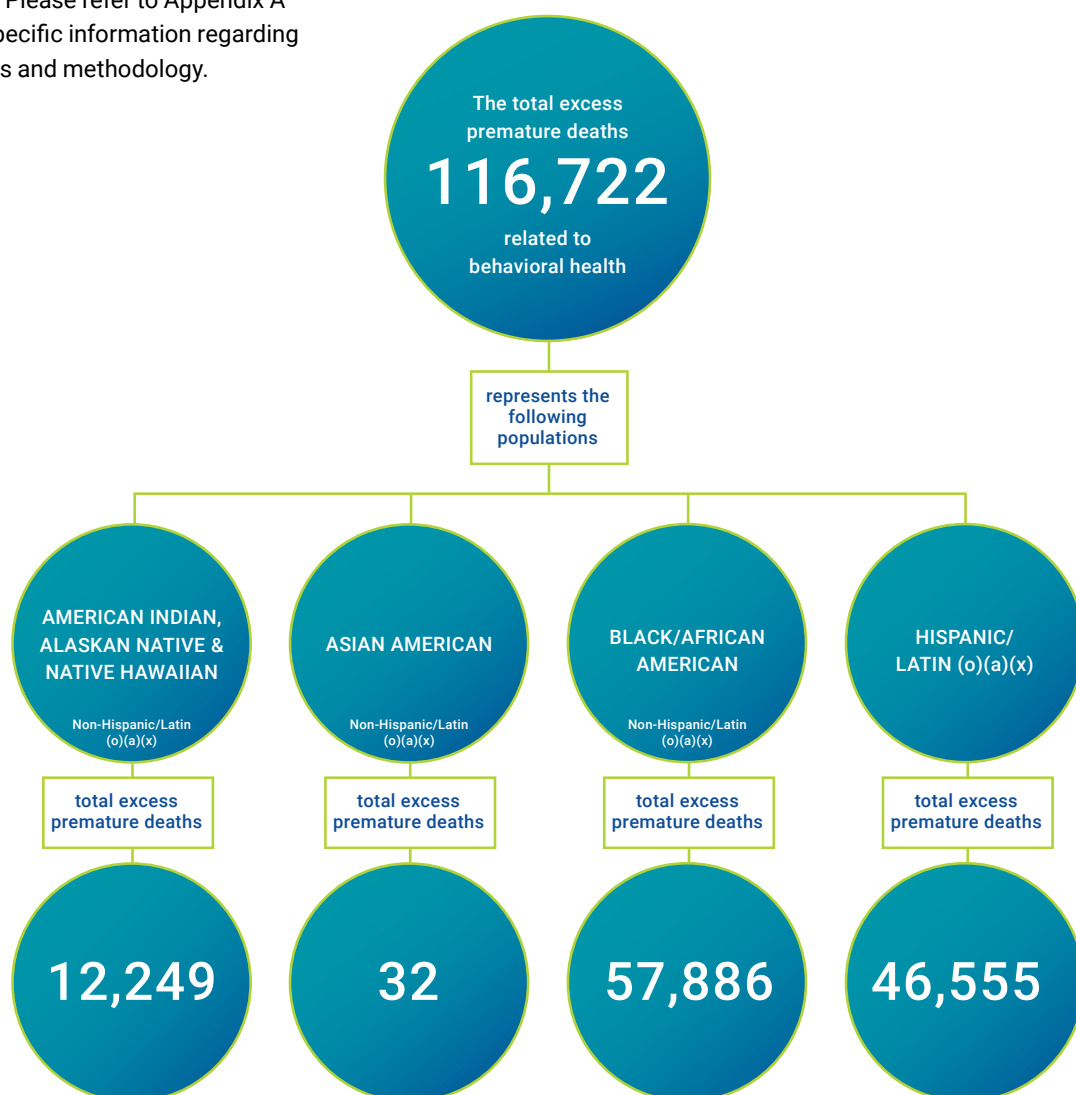 Please refer to Appendix A
specific information regarding
s and methodology.
The total excess
premature deaths
116,722
related to
behavioral health
represents the
following
populations
AMERICAN INDIAN,
ALASKAN NATIVE &
NATIVE HAWAIIAN
Non-Hispanic/Latin
(o)(a)(x)
ASIAN AMERICAN
Non-Hispanic/Latin
(o)(a)(x)
BLACK/AFRICAN
AMERICAN
Non-Hispanic/Latin
(o)(a)(x)
HISPANIC/
LATIN (o)(a)(x)
total excess
premature deaths
total excess
premature deaths
total excess
premature deaths
total excess
premature deaths
12,249
32
57,886
46,555